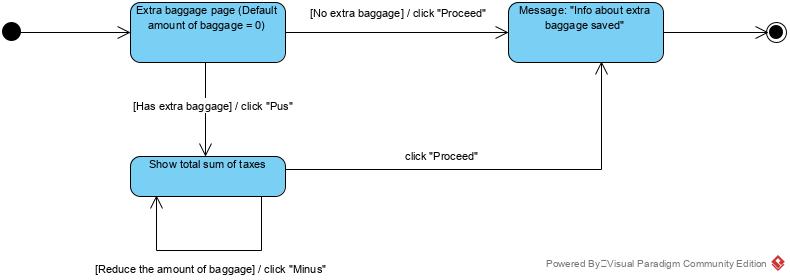 Extra baggage page (Default
amount of baggage = 0)
[No extra baggage] / click "Proceed"
Message: "Info about extra
baggage saved"
[Has extra baggage] / click "Pus"
Show total sum of taxes
click "Proceed"
[Reduce the amount of baggage] / click "Minus"
Powered By Visual Paradigm Community Edition